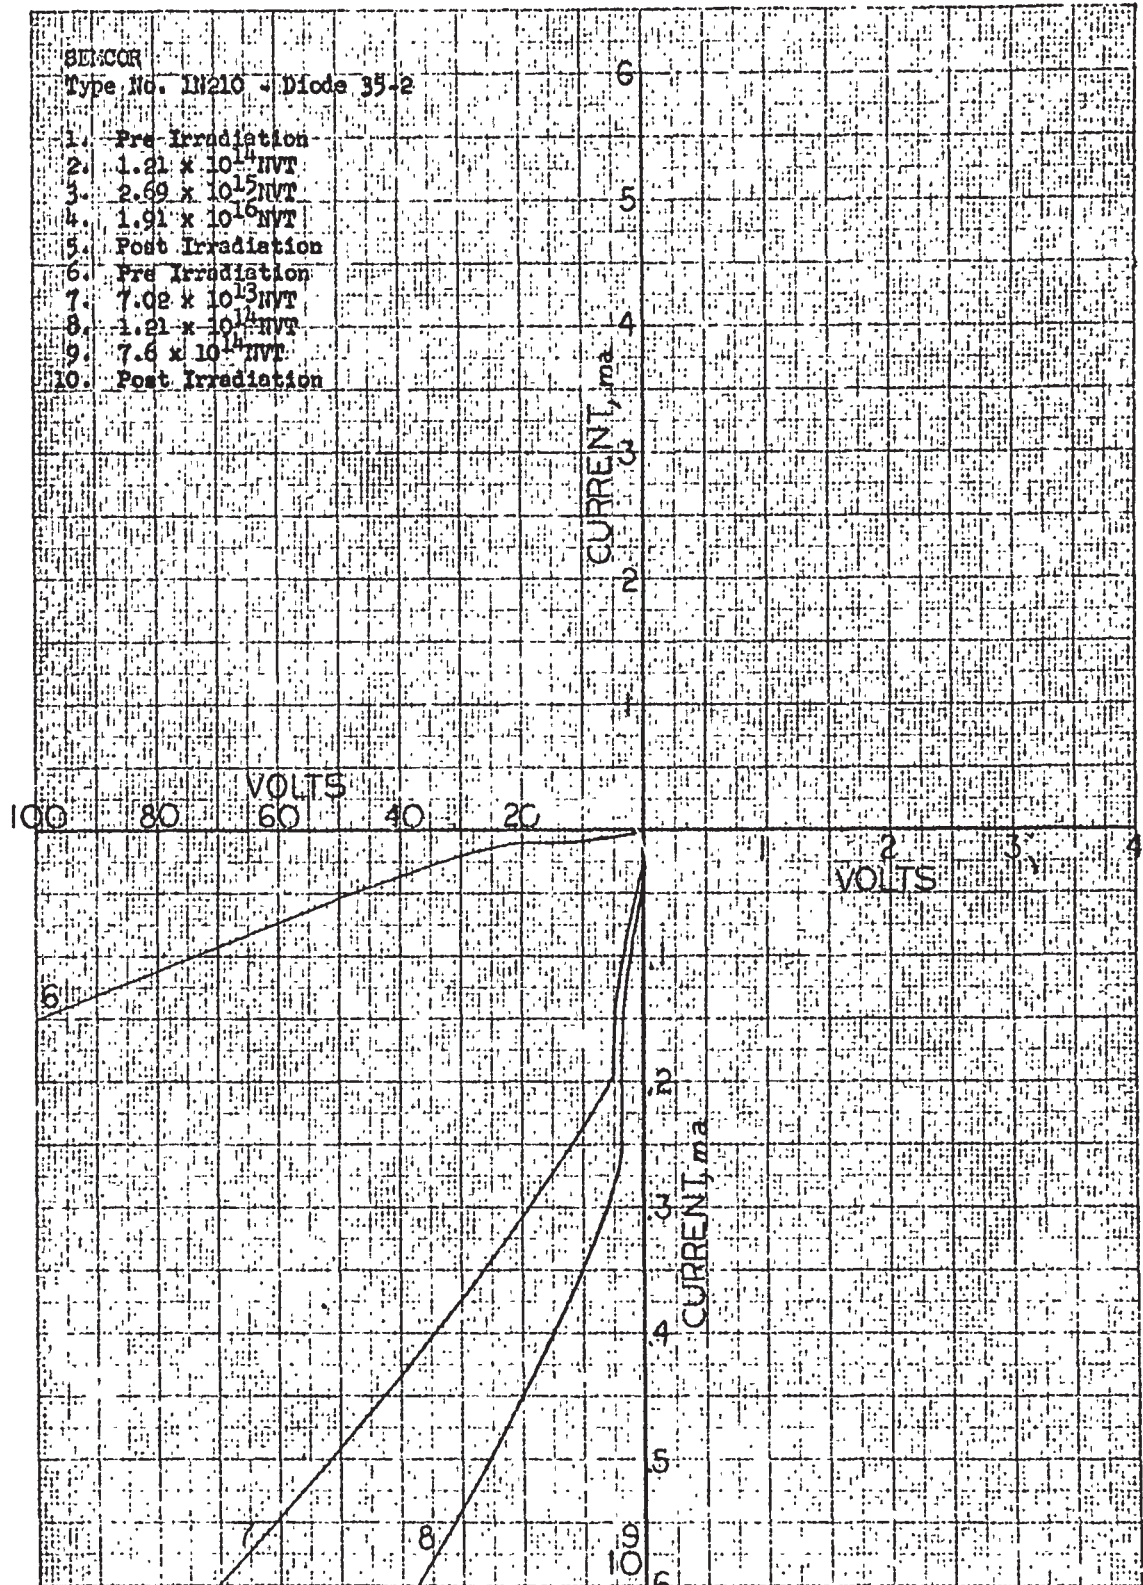 SEMCOR
Type No. 1N210 - Diode 35-2
1. Pre Irradiation
2. 1.21 x 10^14 NVT
3. 2.69 x 10^15 NVT
4. 1.91 x 10^16 NVT
5. Post Irradiation
6. Pre Irradiation
7. 7.02 x 10^13 NVT
8. 1.21 x 10^14 NVT
9. 7.6 x 10^14 NVT
10. Post Irradiation
6
5
4
3
2
1
CURRENT, ma
VOLTS
100 80 60 40 20
1 2 3 4
VOLTS
6
.1
.2
.3
.4
.5
.6
CURRENT, ma
7 8 9
10